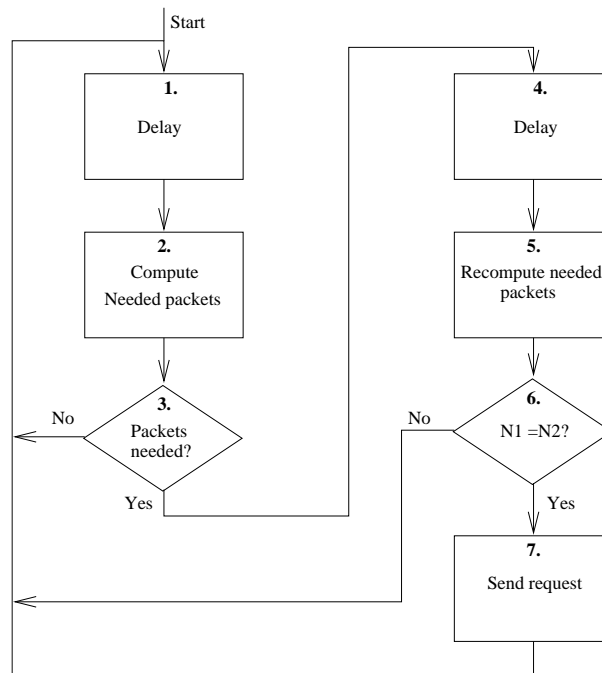 Start
1.
Delay
2.
Compute
Needed packets
3.
Packets
needed?
No
Yes
4.
Delay
5.
Recompute needed
packets
6.
N1 =N2?
No
Yes
7.
Send request